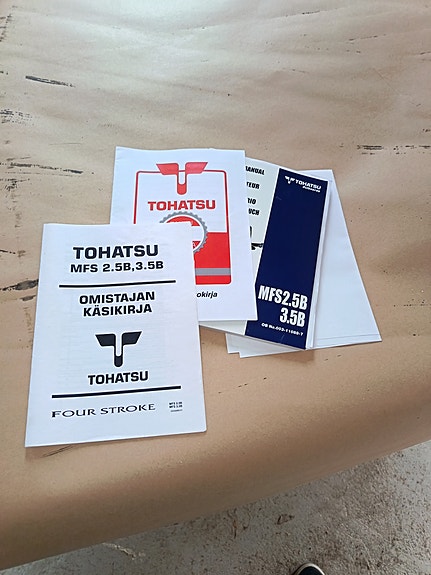 TOHATSU
MFS 2.5B,3.5B
OMISTAJAN
KÄSIKIRJA
TOHATSU
FOUR STROKE
TOHATSU
okirja
TOHATSU
MFS2.5B
3.5B